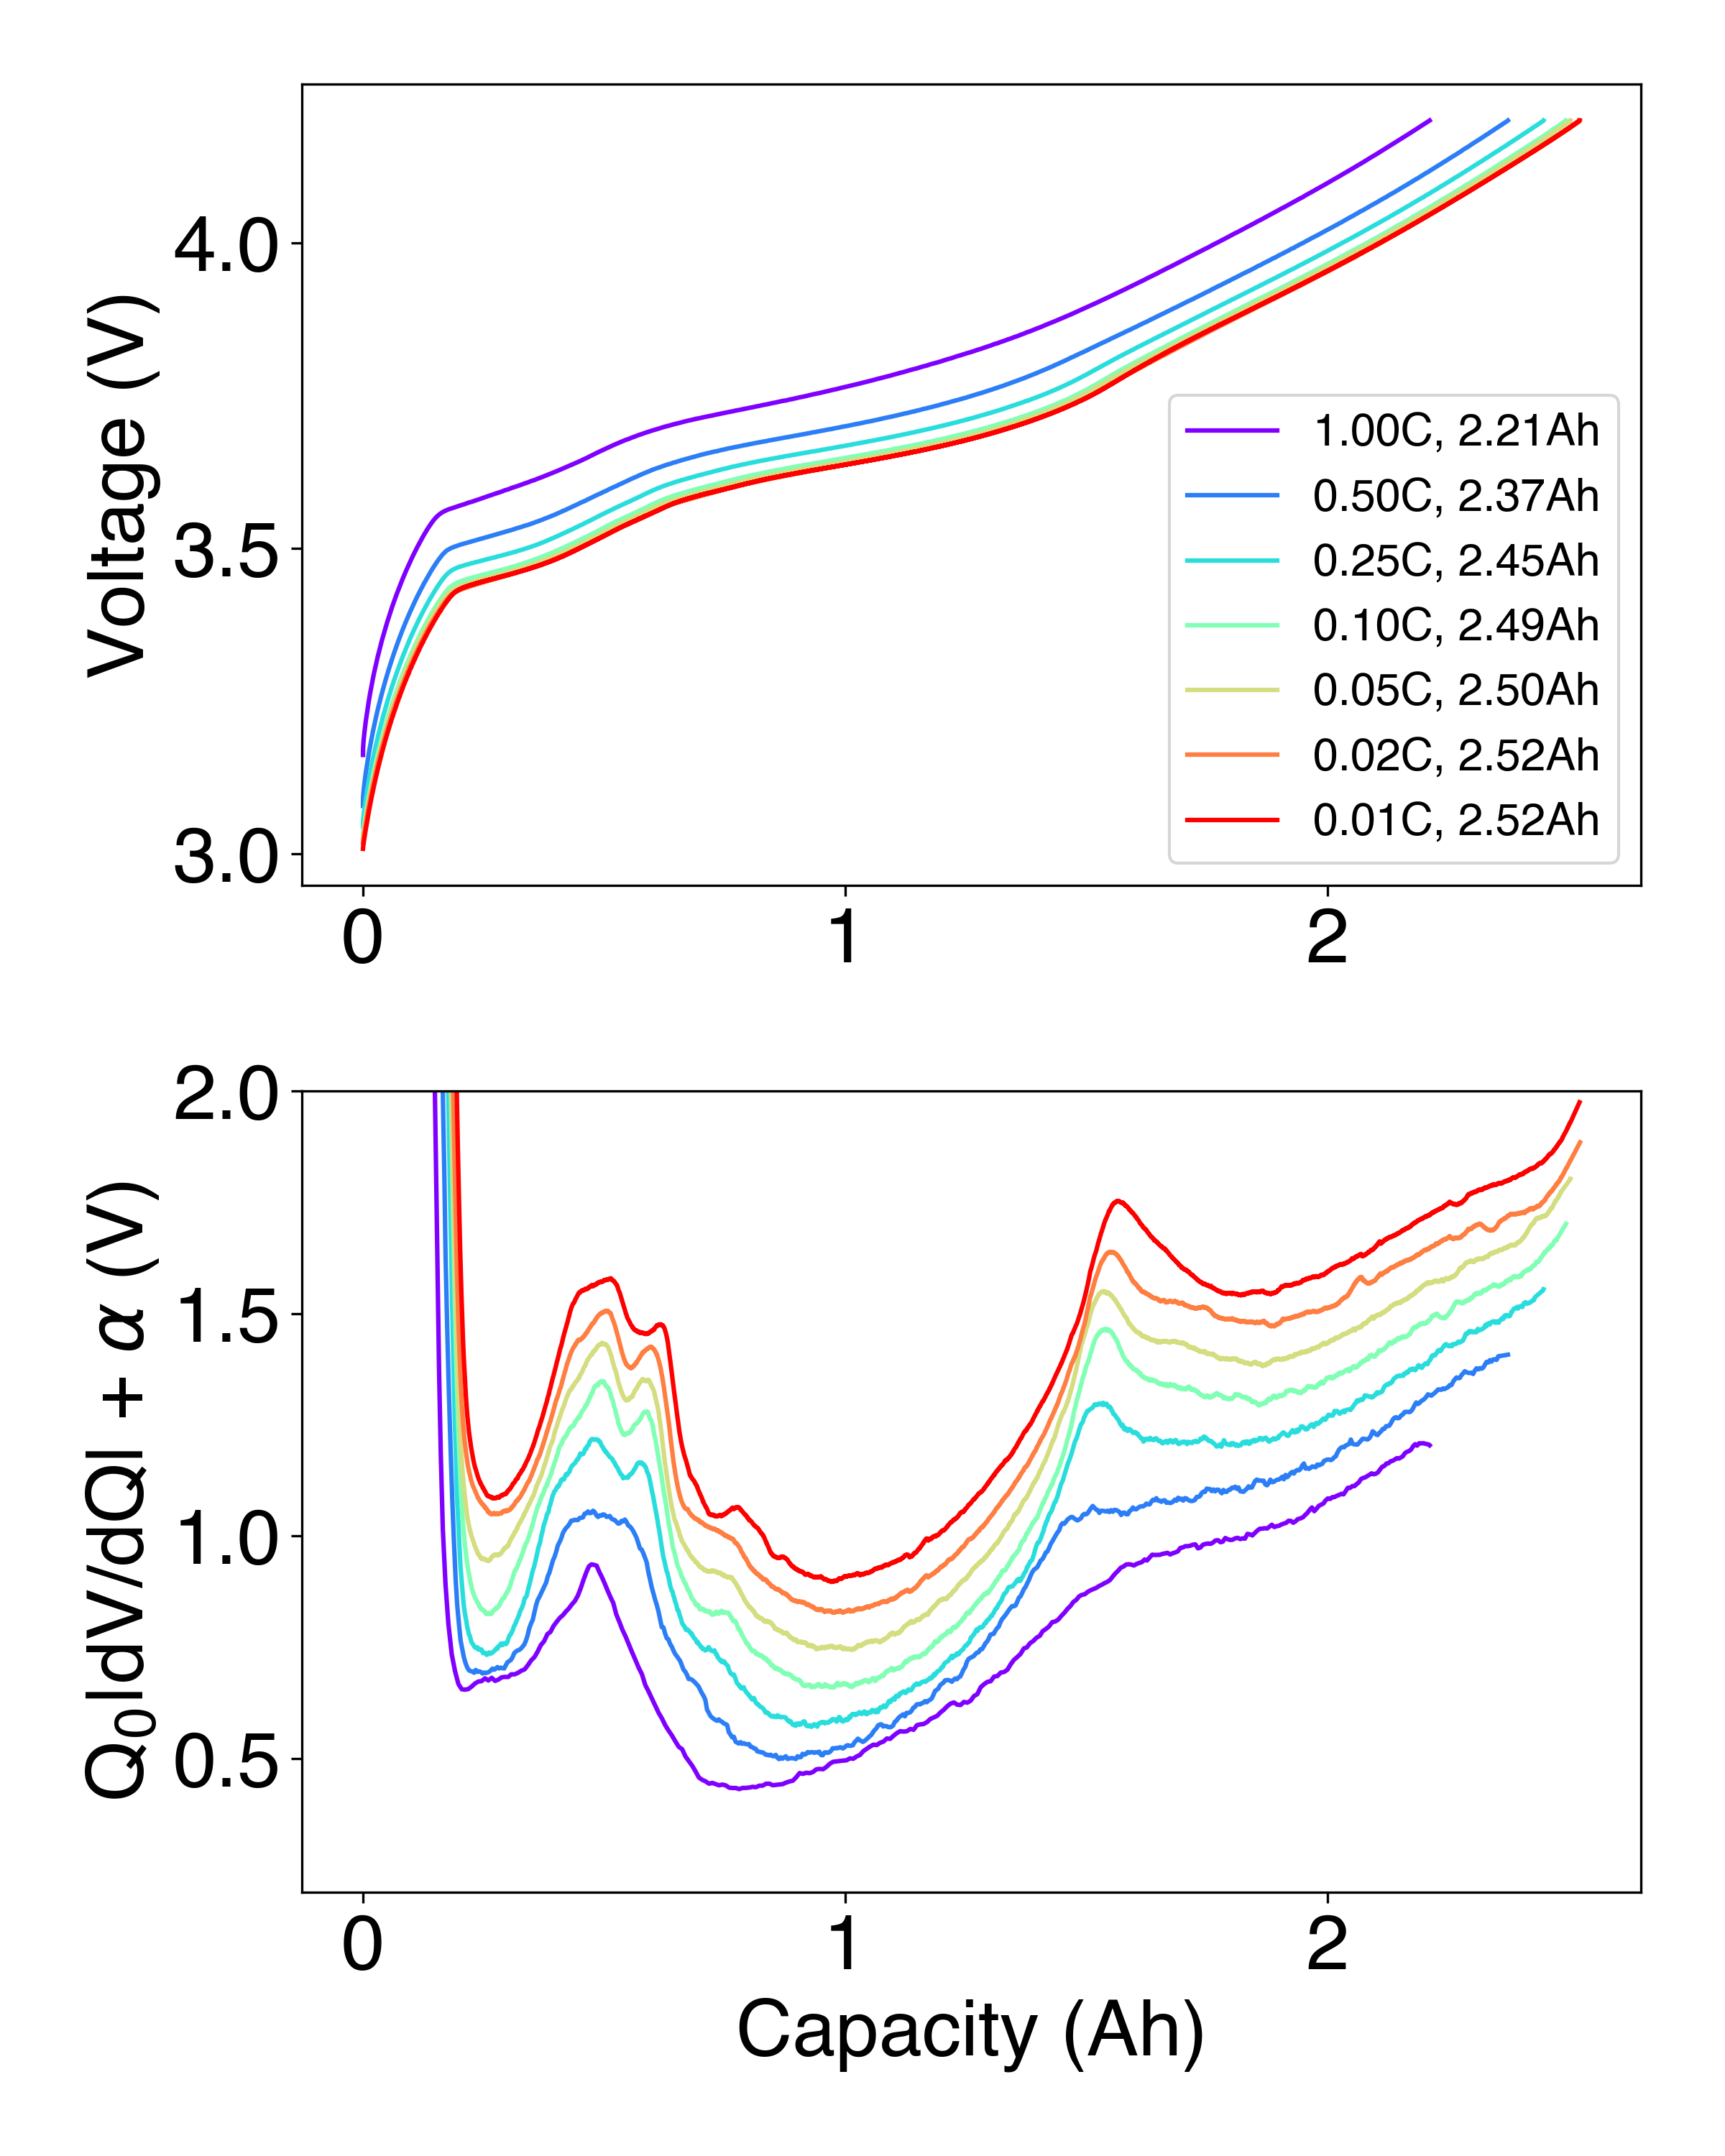 Voltage (V)
4.0
3.5
3.0
0
1
2
1.00C, 2.21Ah
0.50C, 2.37Ah
0.25C, 2.45Ah
0.10C, 2.49Ah
0.05C, 2.50Ah
0.02C, 2.52Ah
0.01C, 2.52Ah
Q₀|dV/dQ| + α (V)
2.0
1.5
1.0
0.5
0
1
2
Capacity (Ah)